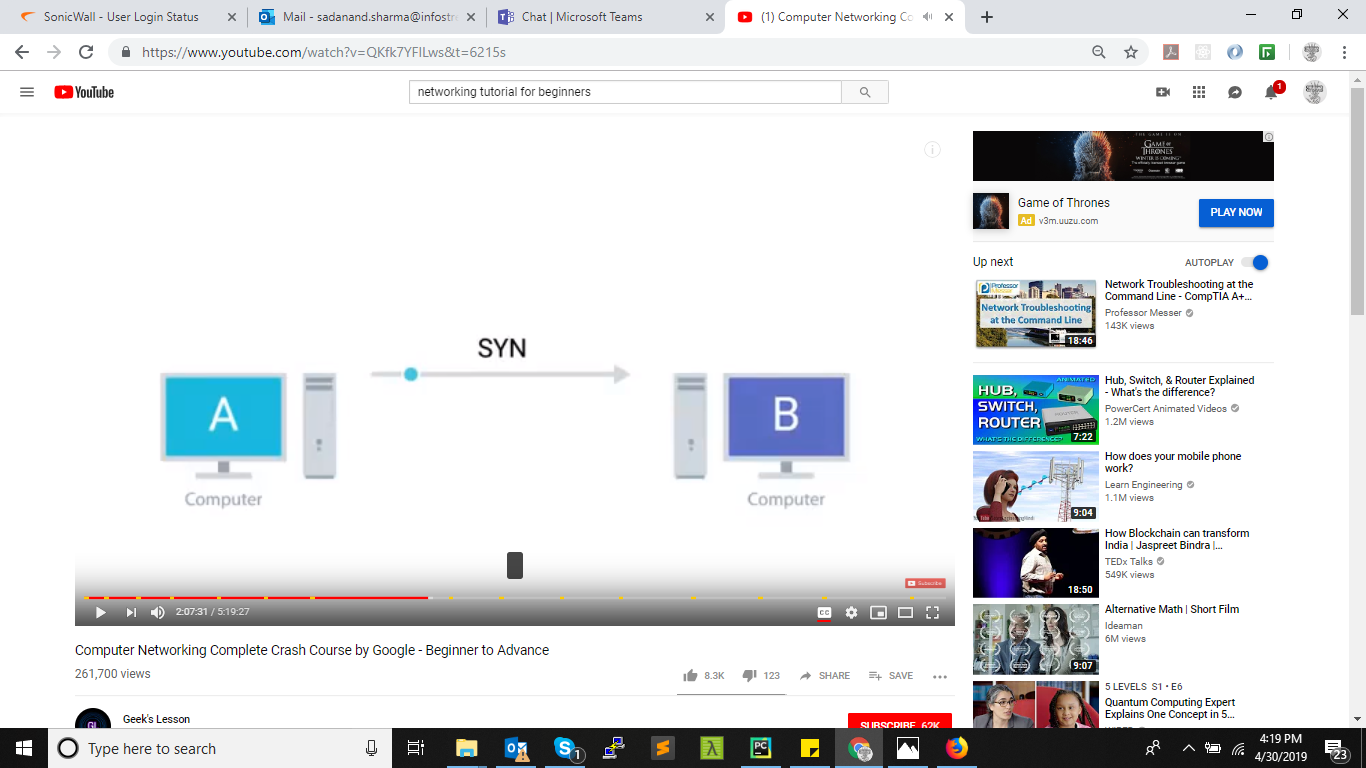 SonicWall - User Login Status
Mail - sadanand.sharma@infostre
Chat | Microsoft Teams
(1) Computer Networking Co
https://www.youtube.com/watch?v=QKfk7YFILws&t=6215s
YouTube
networking tutorial for beginners
1
GAME OF THRONES
WINTER IS COMING
Game of Thrones
Ad v3m.uuzu.com
PLAY NOW
Up next
AUTOPLAY
Professor Messer
Network Troubleshooting at the Command Line
18:46
Network Troubleshooting at the
Command Line - CompTIA A+...
Professor Messer
143K views
SYN
A
B
Computer
Computer
ANIMATED
HUB,
SWITCH,
ROUTER
WHAT'S THE DIFFERENCE?
7:22
Hub, Switch, & Router Explained
- What's the difference?
PowerCert Animated Videos
1.2M views
9:04
How does your mobile phone
work?
Learn Engineering
1.1M views
18:50
How Blockchain can transform
India | Jaspreet Bindra |...
TEDx Talks
549K views
9:07
Alternative Math | Short Film
Ideaman
6M views
5 LEVELS S1 • E6
Quantum Computing Expert
Explains One Concept in 5...
Subscribe
2:07:31 / 5:19:27
CC
Computer Networking Complete Crash Course by Google - Beginner to Advance
261,700 views
8.3K
123
SHARE
SAVE
GL
Geek's Lesson
SUBSCRIBE 62K
Type here to search
1
PC
4:19 PM
4/30/2019
23